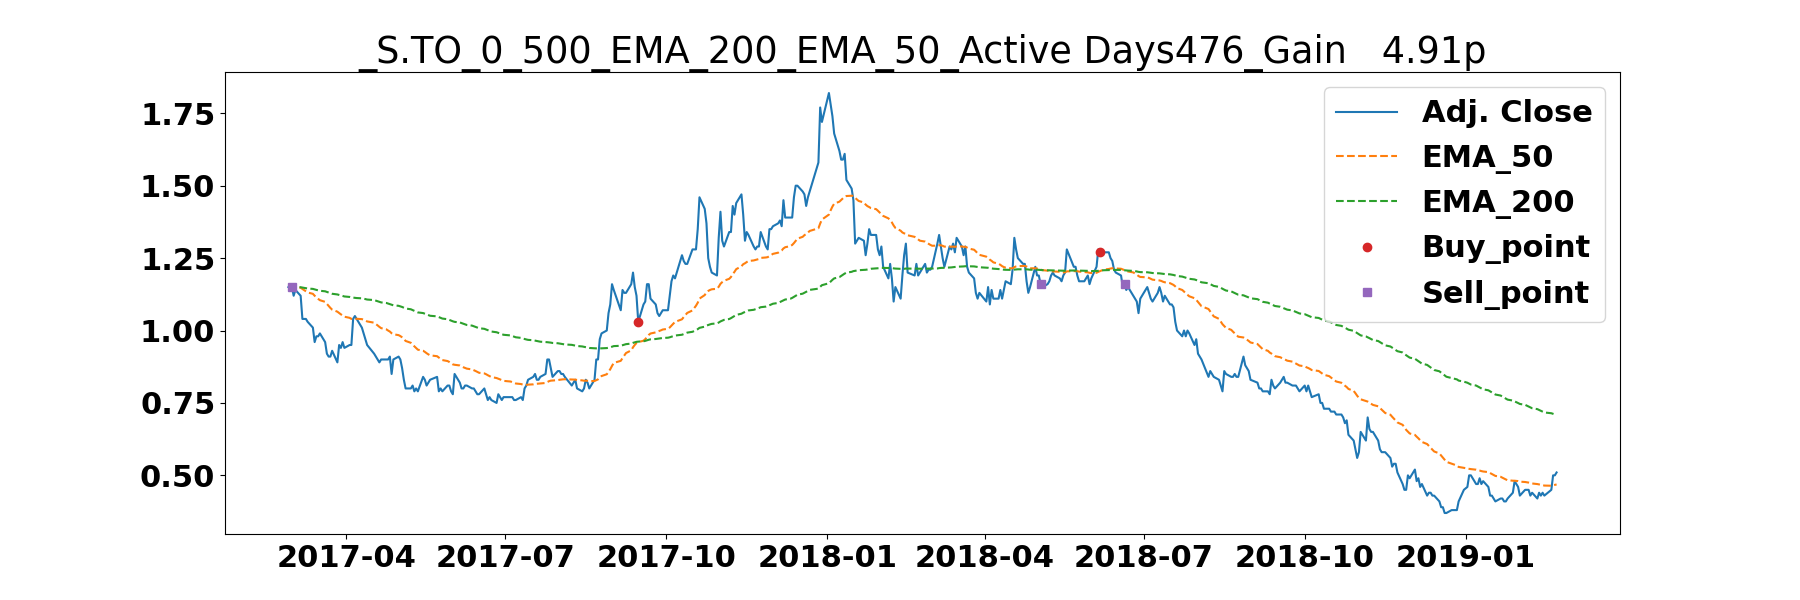 _S.TO_0_500_EMA_200_EMA_50_Active Days476_Gain   4.91p
1.75
1.50
1.25
1.00
0.75
0.50
Adj. Close
EMA_50
EMA_200
Buy_point
Sell_point
2017-04 2017-07 2017-10 2018-01 2018-04 2018-07 2018-10 2019-01